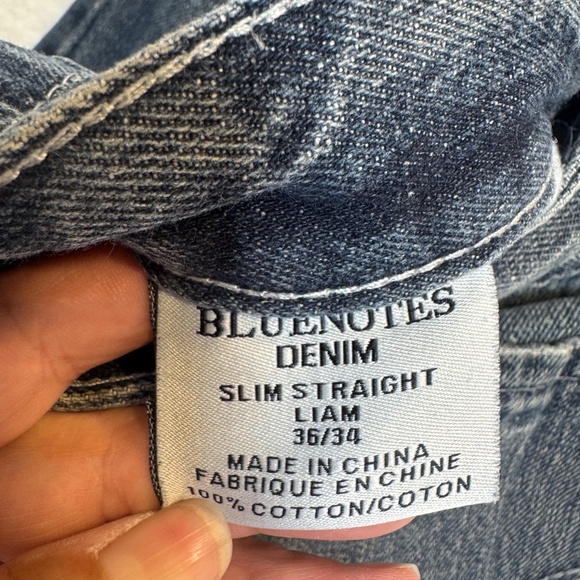 BLUENOTES
DENIM
SLIM STRAIGHT
LIAM
36/34
MADE IN CHINA
FABRIQUE EN CHINE
100% COTTON/COTON